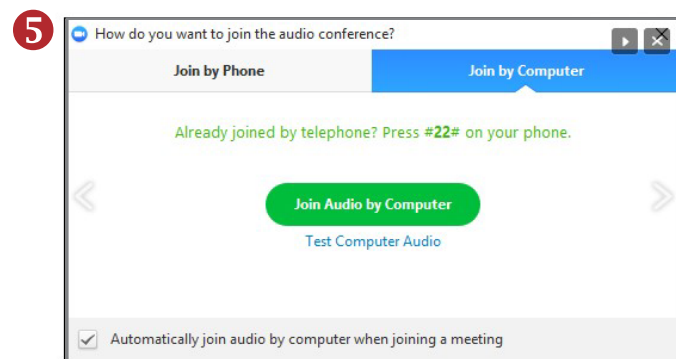 5
How do you want to join the audio conference?
Join by Phone
Join by Computer
Already joined by telephone? Press #22# on your phone.
Join Audio by Computer
Test Computer Audio
Automatically join audio by computer when joining a meeting